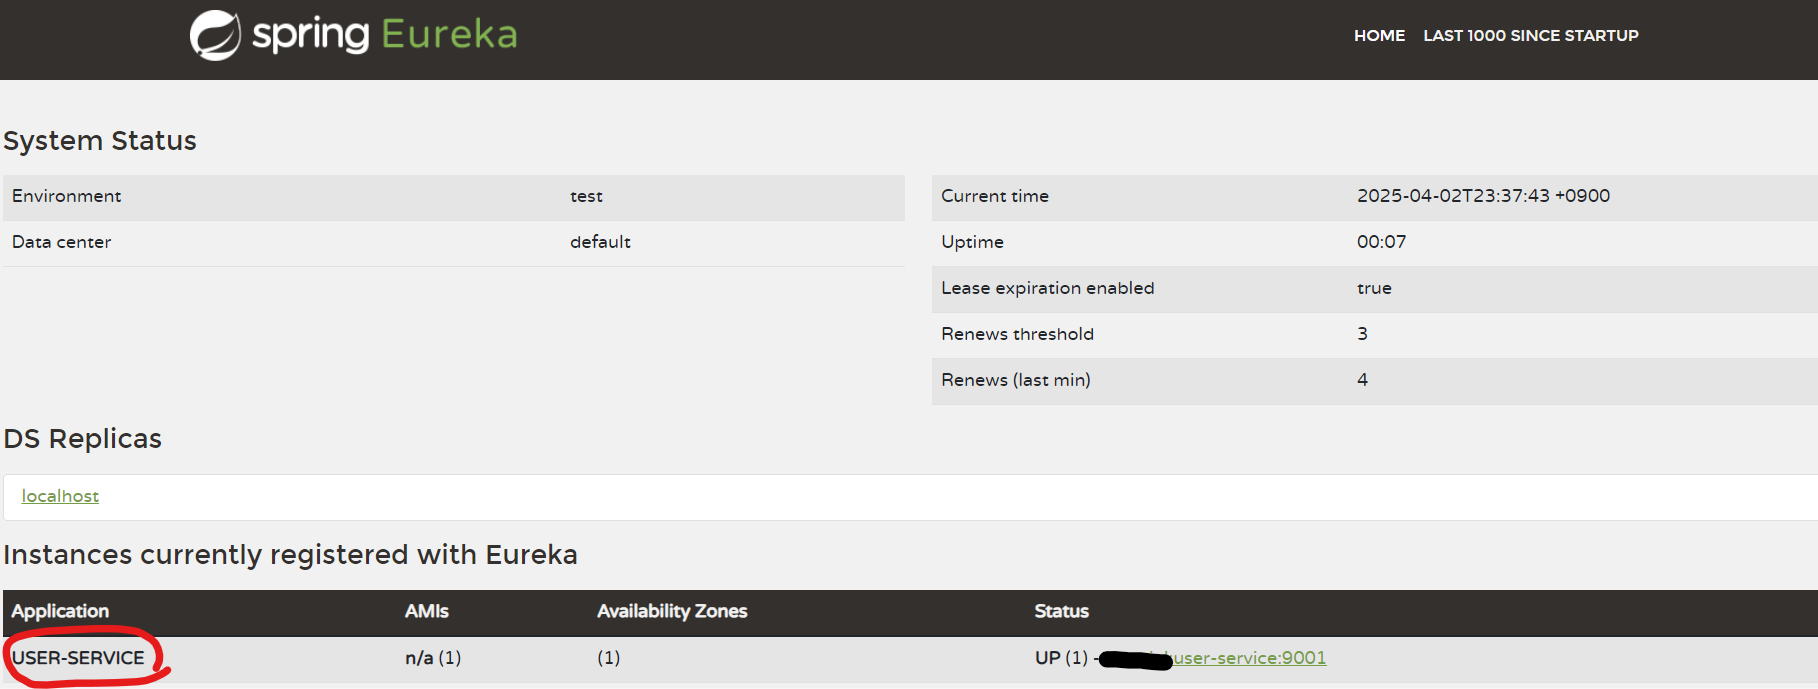 spring Eureka
HOME LAST 1000 SINCE STARTUP
System Status
Environment test
Data center default
Current time 2025-04-02T23:37:43 +0900
Uptime 00:07
Lease expiration enabled true
Renews threshold 3
Renews (last min) 4
DS Replicas
localhost
Instances currently registered with Eureka
Application AMIs Availability Zones Status
USER-SERVICE n/a (1) (1) UP (1) - user-service:9001